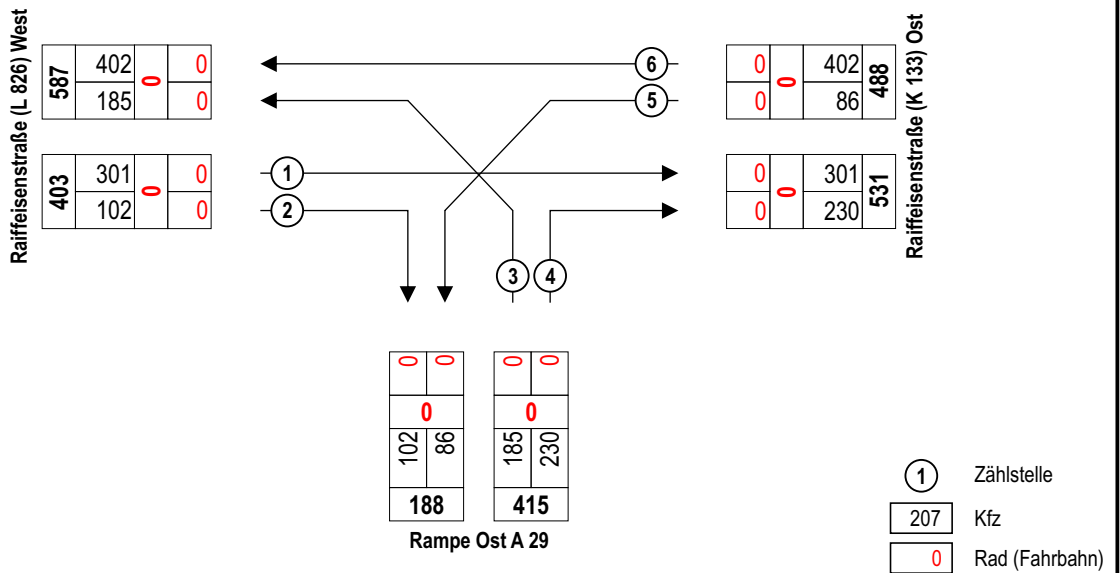 Raiffeisenstraße (L 826) West
587 402 0 0
185 0
403 301 0 0
102 0
6
5
1
2
3 4
0 0 402 488
0 86
0 0 301 531
0 230
Raiffeisenstraße (K 133) Ost
0 0 0 0
0 0
102 86 185 230
188 415
Rampe Ost A 29
1 Zählstelle
207 Kfz
0 Rad (Fahrbahn)